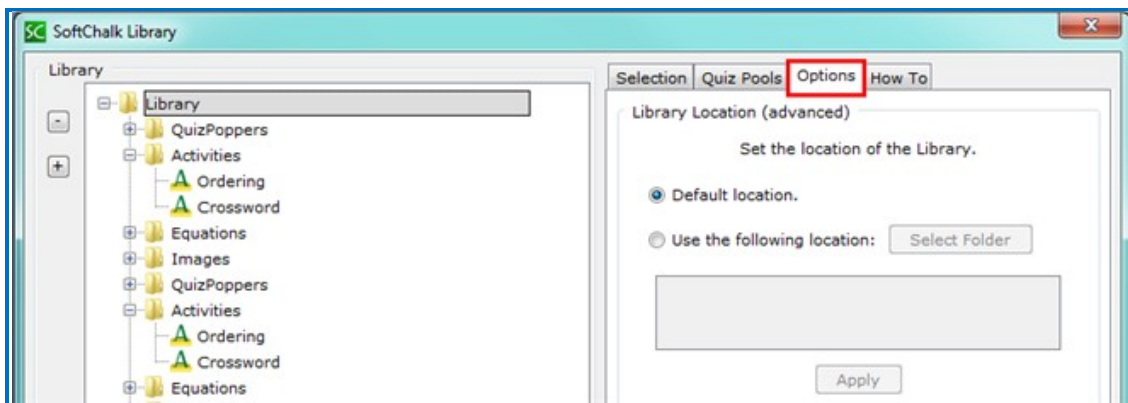 SC SoftChalk Library
Library
-
+
Library
QuizPoppers
Activities
A Ordering
A Crossword
Equations
Images
QuizPoppers
Activities
A Ordering
A Crossword
Equations
Selection Quiz Pools Options How To
Library Location (advanced)
Set the location of the Library.
Default location.
Use the following location: Select Folder
Apply